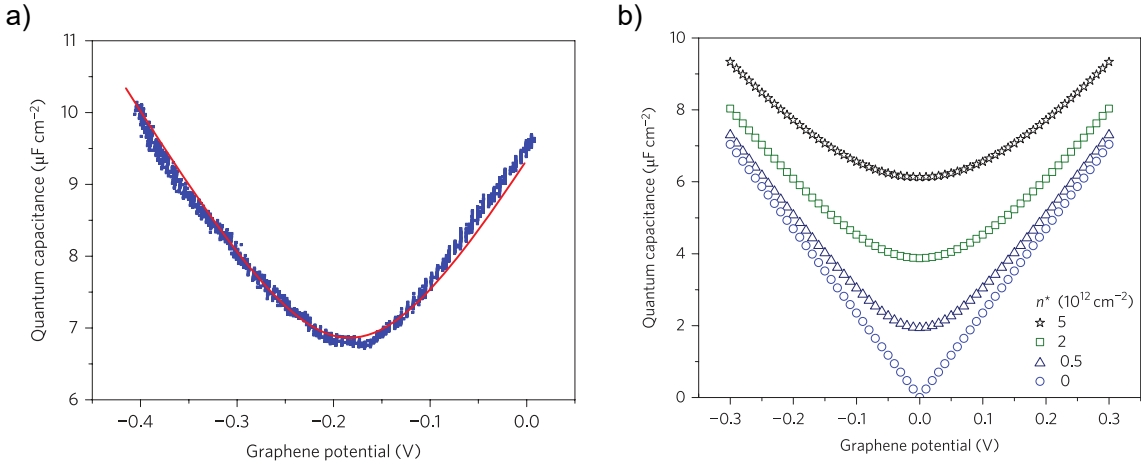 a)
11
10
9
8
7
6
Quantum capacitance (µF cm⁻²)
−0.4 −0.3 −0.2 −0.1 0.0
Graphene potential (V)
b)
10
8
6
4
2
0
Quantum capacitance (µF cm⁻²)
n* (10¹² cm⁻²)
5
2
0.5
0
−0.3 −0.2 −0.1 0.0 0.1 0.2 0.3
Graphene potential (V)